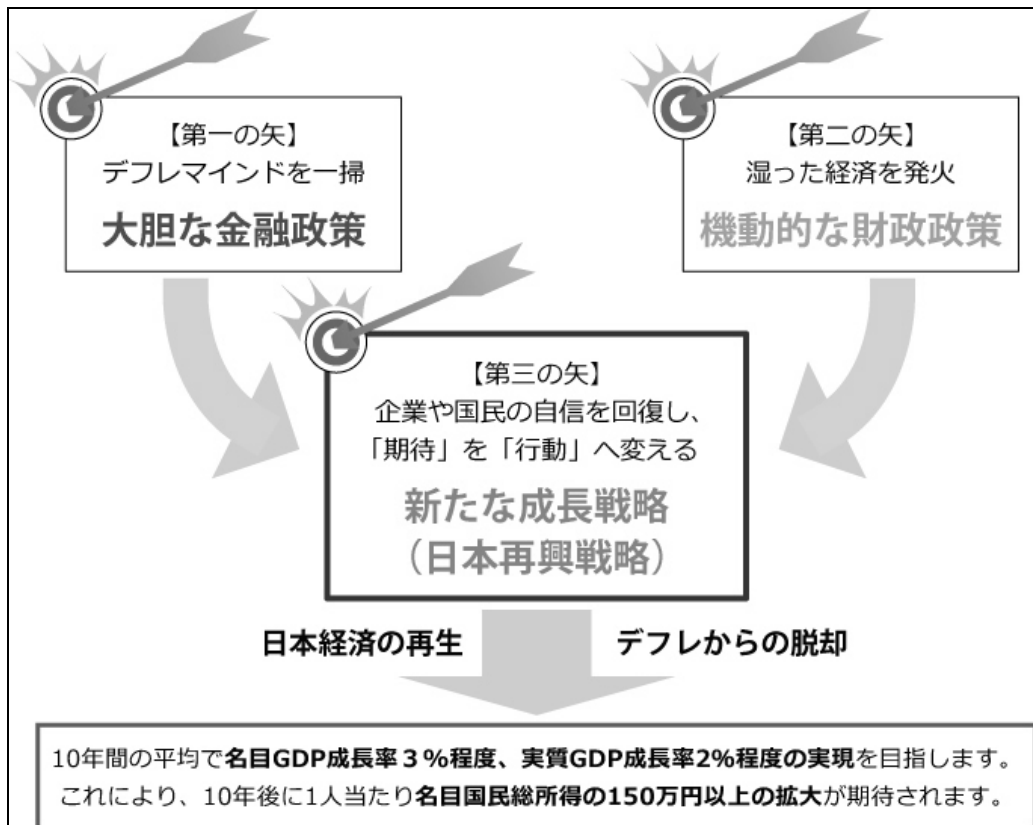 【第一の矢】
デフレマインドを一掃
大胆な金融政策
【第二の矢】
湿った経済を発火
機動的な財政政策
【第三の矢】
企業や国民の自信を回復し、
「期待」を「行動」へ変える
新たな成長戦略
（日本再興戦略）
日本経済の再生
デフレからの脱却
10年間の平均で名目GDP成長率３％程度、実質GDP成長率2%程度の実現を目指します。
これにより、10年後に1人当たり名目国民総所得の150万円以上の拡大が期待されます。